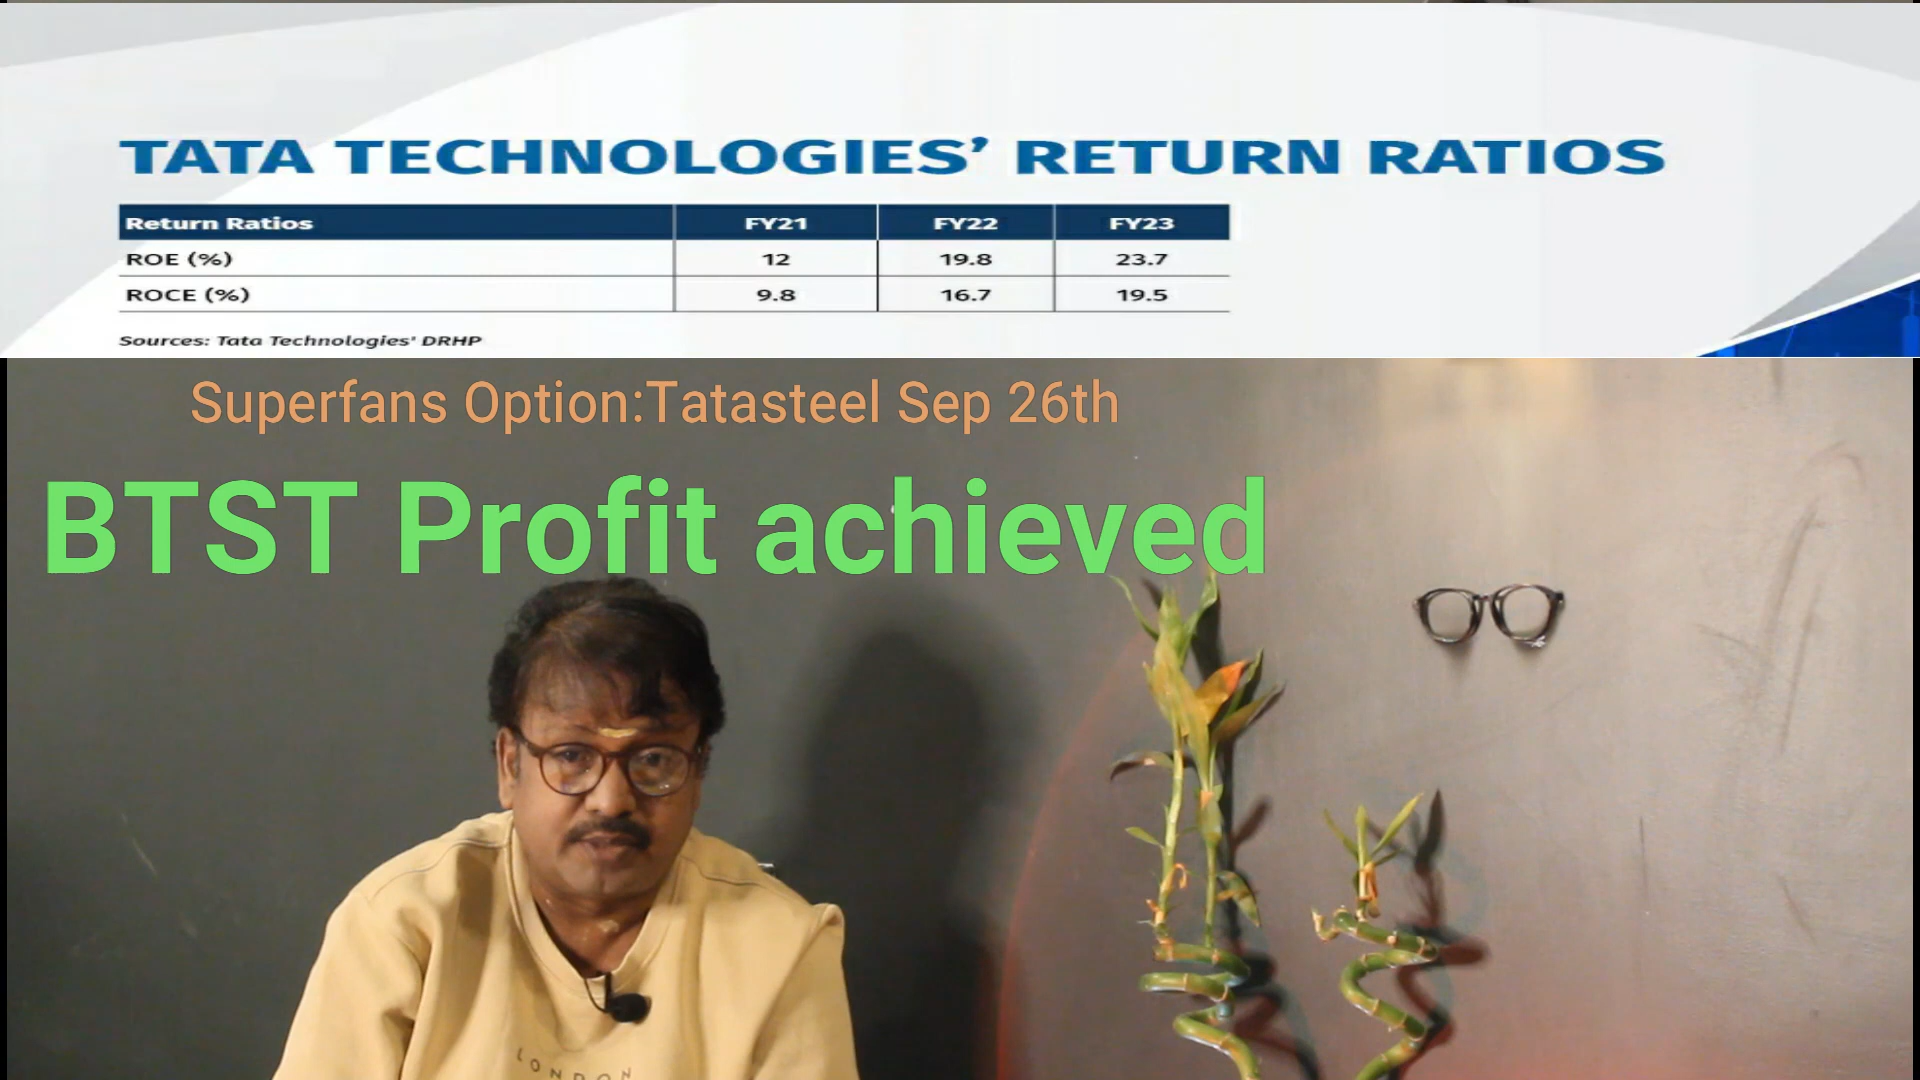 TATA TECHNOLOGIES’ RETURN RATIOS
Return Ratios FY21 FY22 FY23
ROE (%) 12 19.8 23.7
ROCE (%) 9.8 16.7 19.5
Sources: Tata Technologies' DRHP
Superfans Option:Tatasteel Sep 26th
BTST Profit achieved
LONDON